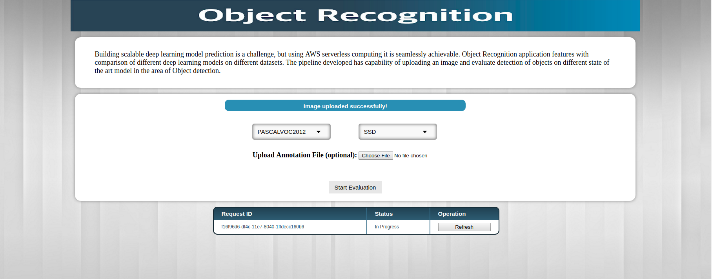 Object Recognition
Building scalable deep learning model prediction is a challenge, but using AWS serverless computing it is seamlessly achievable. Object Recognition application features with
comparison of different deep learning models on different datasets. The pipeline developed has capability of uploading an image and evaluate detection of objects on different state of
the art model in the area of Object detection.
Image uploaded successfully!
PASCALVOC2012 SSD
Upload Annotation File (optional): Choose File No file chosen
Start Evaluation
Request ID Status Operation
In Progress Refresh